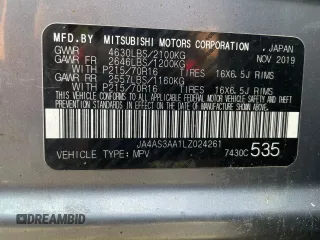 MFD.BY MITSUBISHI MOTORS CORPORATION, JAPAN
GVWR 4630LBS/2100KG NOV 2019
GAWR FR 2646LBS/1200KG
WITH P215/70R16 TIRES 16X6.5J RIMS
GAWR RR 2557LBS/1160KG
WITH P215/70R16 TIRES 16X6.5J RIMS
THIS VEHICLE CONFORMS TO ALL APPLICABLE FEDERAL MOTOR
VEHICLE SAFETY, BUMPER AND THEFT PREVENTION STANDARDS
IN EFFECT ON THE DATE OF MANUFACTURE SHOWN ABOVE.
JA4AS3AA1LZ024261
VEHICLE TYPE: MPV 7430C 535
DREAMBID